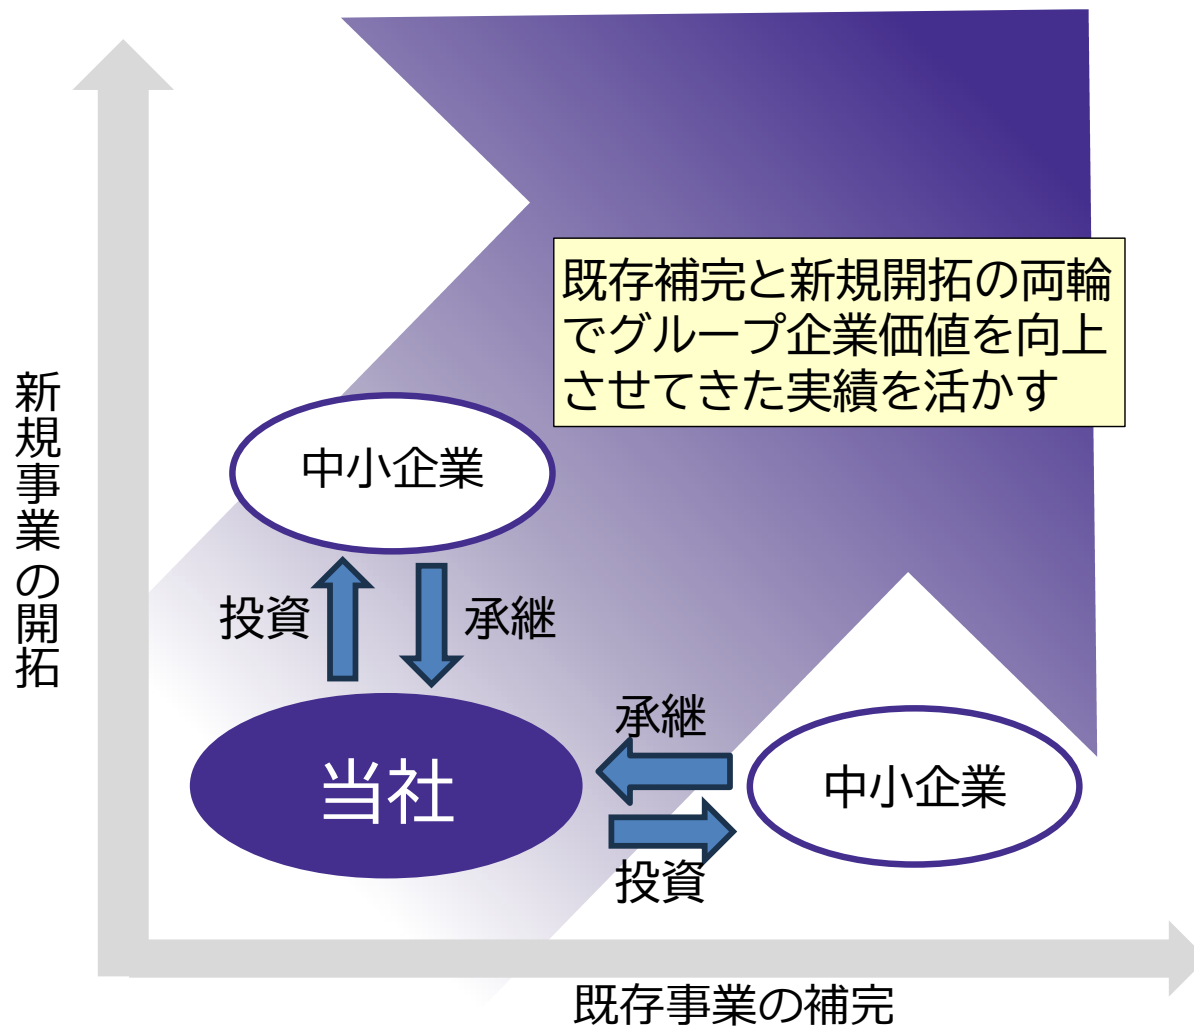 既存補完と新規開拓の両輪
でグループ企業価値を向上
させてきた実績を活かす
新規事業の開拓
中小企業
投資
承継
当社
承継
投資
中小企業
既存事業の補完